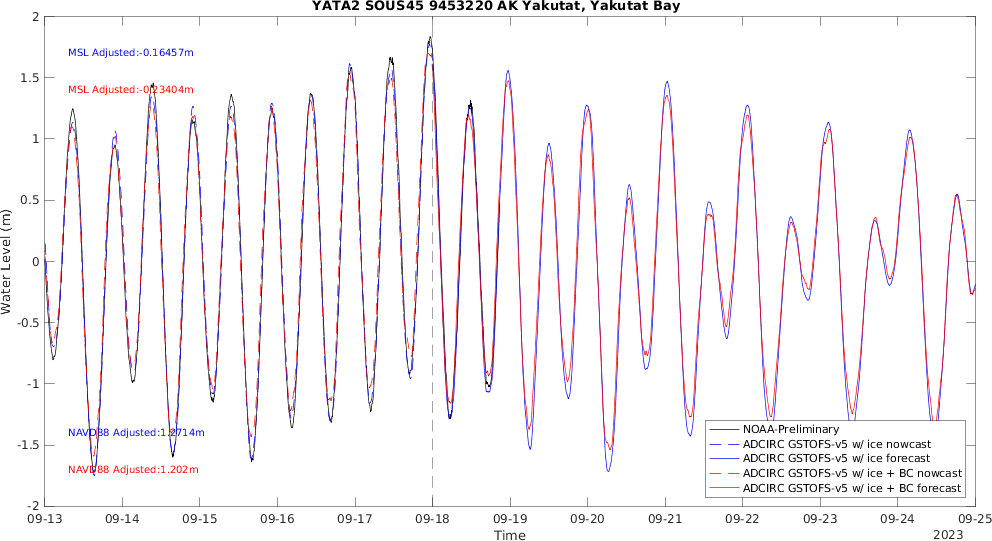 YATA2 SOUS45 9453220 AK Yakutat, Yakutat Bay
2
1.5
1
0.5
0
-0.5
-1
-1.5
-2
Water Level (m)
MSL Adjusted:-0.16457m
MSL Adjusted:-0.23404m
NAVD88 Adjusted:1.2714m
NAVD88 Adjusted:1.202m
NOAA-Preliminary
ADCIRC GSTOFS-v5 w/ ice nowcast
ADCIRC GSTOFS-v5 w/ ice forecast
ADCIRC GSTOFS-v5 w/ ice + BC nowcast
ADCIRC GSTOFS-v5 w/ ice + BC forecast
09-13 09-14 09-15 09-16 09-17 09-18 09-19 09-20 09-21 09-22 09-23 09-24 09-25
Time
2023